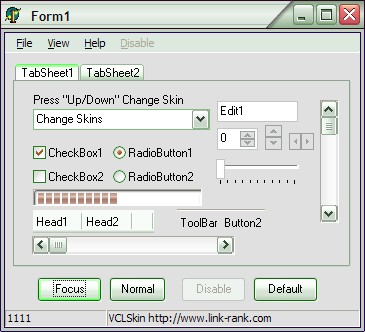 Form1
File View Help Disable
TabSheet1 TabSheet2
Press "Up/Down" Change Skin
Change Skins
Edit1
0
CheckBox1 RadioButton1
CheckBox2 RadioButton2
Head1 Head2 ToolBar Button2
Focus Normal Disable Default
1111 VCLSkin http://www.link-rank.com